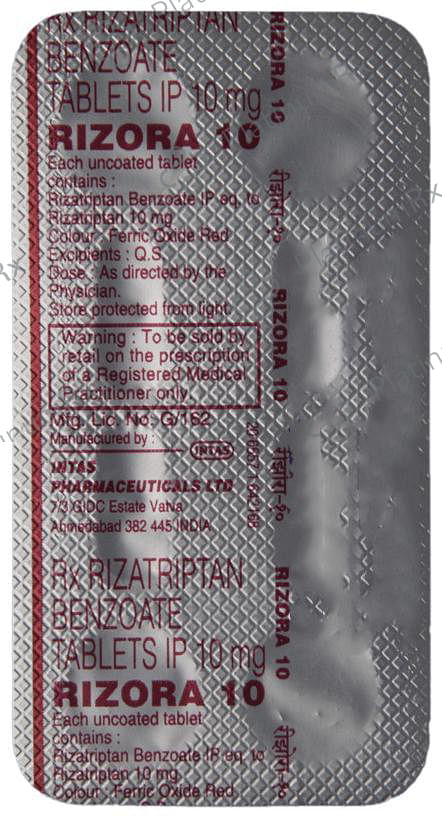 Rx RIZATRIPTAN
BENZOATE
TABLETS IP 10 mg
RIZORA 10
Each uncoated tablet
contains :
Rizatriptan Benzoate IP eq. to
Rizatriptan 10 mg
Colour : Ferric Oxide Red
Excipients : Q.S.
Dose : As directed by the
Physician.
Store protected from light.
Warning : To be sold by
retail on the prescription
of a Registered Medical
Practitioner only.
Mfg. Lic. No. G/162
Manufactured by :
INTAS
INTAS
PHARMACEUTICALS LTD
7/3 GIDC Estate Vatva
Ahmedabad 382 445 INDIA
Rx RIZATRIPTAN
BENZOATE
TABLETS IP 10 mg
RIZORA 10
Each uncoated tablet
contains :
Rizatriptan Benzoate IP eq. to
Rizatriptan 10 mg
Colour : Ferric Oxide Red
RIZORA 10
रीझोरा-१०
RIZORA 10
रीझोरा-१०
RIZORA 10
रीझोरा-१०